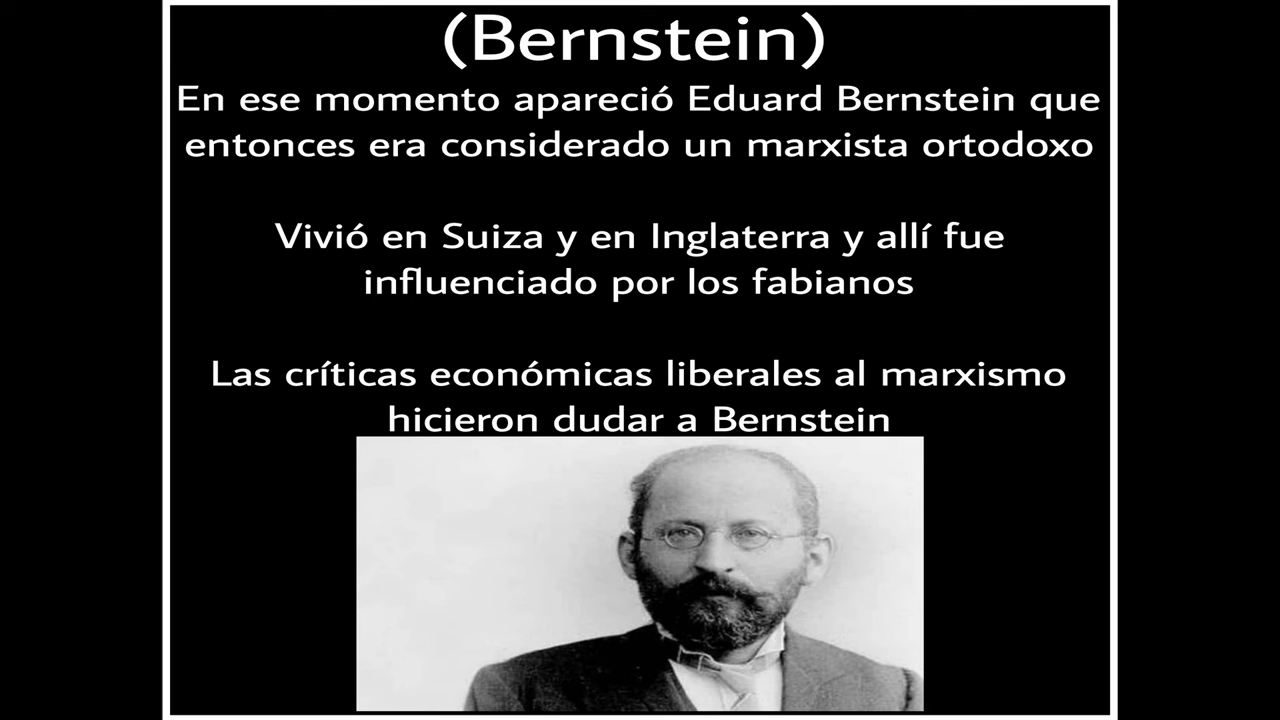 (Bernstein)
En ese momento apareció Eduard Bernstein que
entonces era considerado un marxista ortodoxo
Vivió en Suiza y en Inglaterra y allí fue
influenciado por los fabianos
Las críticas económicas liberales al marxismo
hicieron dudar a Bernstein